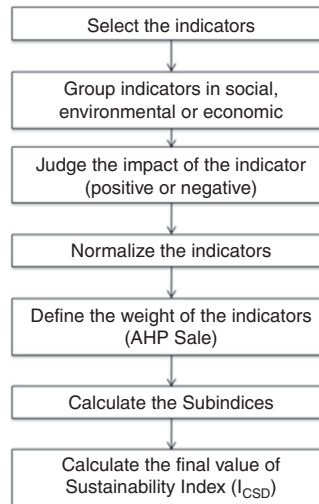 Select the indicators
Group indicators in social,
environmental or economic
Judge the impact of the indicator
(positive or negative)
Normalize the indicators
Define the weight of the indicators
(AHP Sale)
Calculate the Subindices
Calculate the final value of
Sustainability Index (I_CSD)